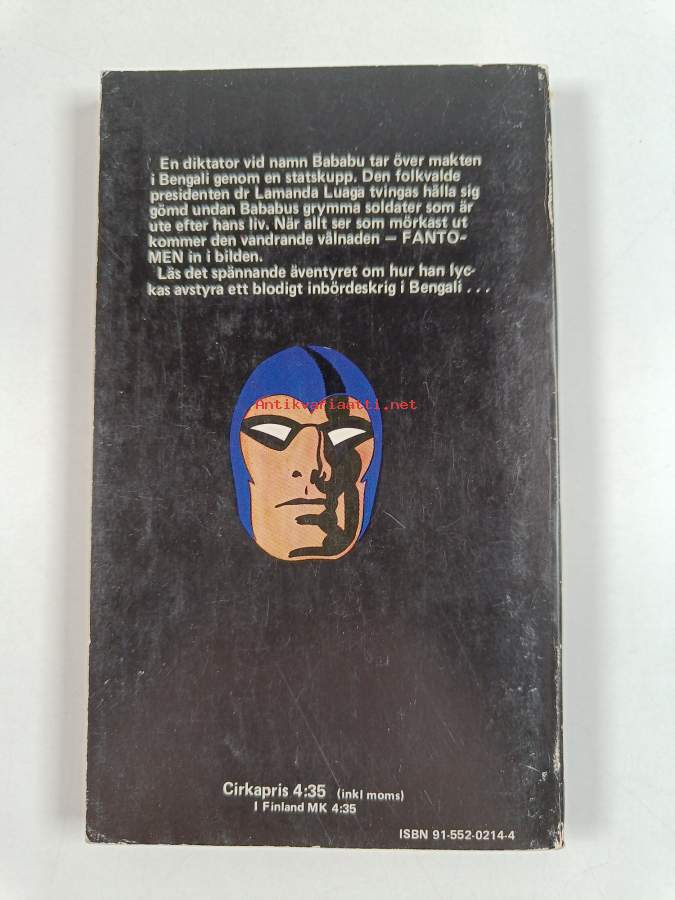 En diktator vid namn Bababu tar över makten
i Bengali genom en statskupp. Den folkvalde
presidenten dr Lamanda Luaga tvingas hålla sig
gömd undan Bababus grymma soldater som är
ute efter hans liv. När allt ser som mörkast ut
kommer den vandrande vålnaden – FANTO-
MEN in i bilden.
Läs det spännande äventyret om hur han lyc-
kas avstyra ett blodigt inbördeskrig i Bengali . . .
Antikvariaatti.net
Cirkapris 4:35 (inkl moms)
I Finland MK 4:35
ISBN 91-552-0214-4